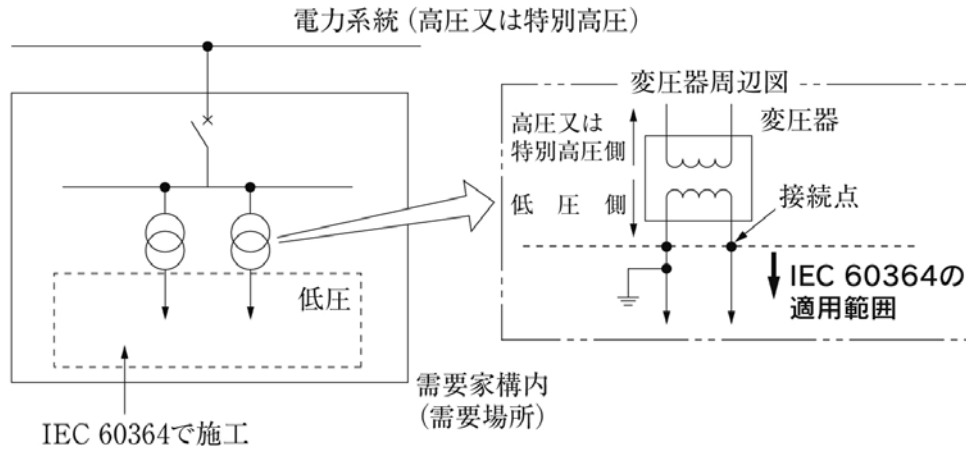 電力系統(高圧又は特別高圧)
低圧
需要家構内
(需要場所)
IEC 60364で施工
変圧器周辺図
高圧又は
特別高圧側
変圧器
低圧側
接続点
IEC 60364の
適用範囲